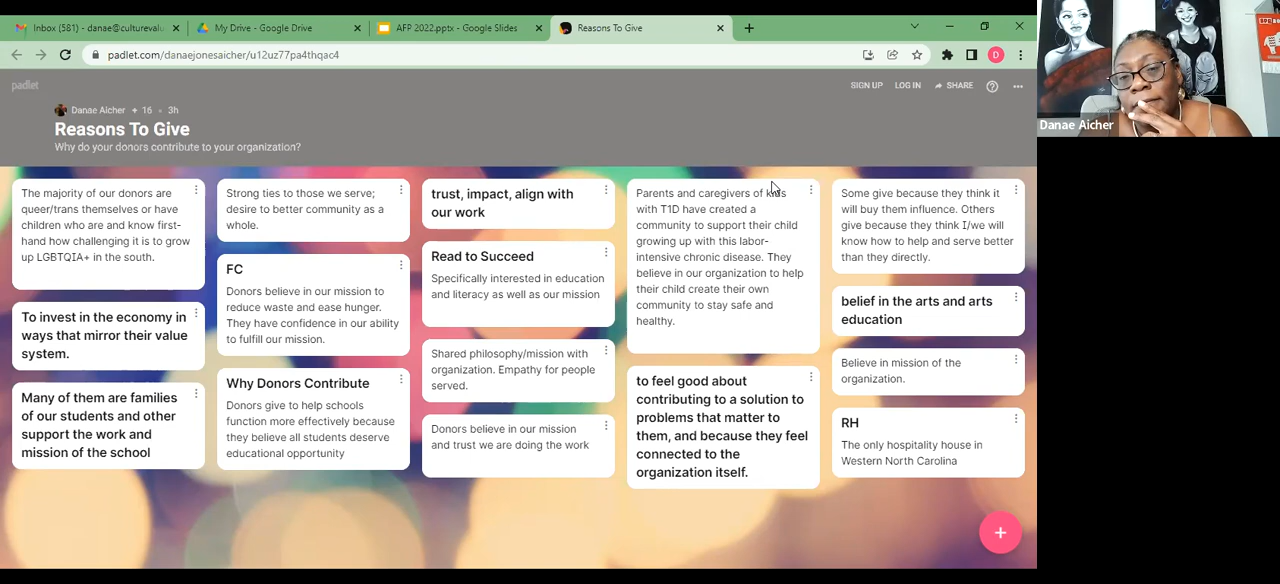 Inbox (581) - danae@cultureval
My Drive - Google Drive
AFP 2022.pptx - Google Slides
Reasons To Give
padlet.com/danaejonesaicher/u12uz77pa4thqac4
D
padlet
SIGN UP
LOG IN
SHARE
Danae Aicher + 16 • 3h
Reasons To Give
Why do your donors contribute to your organization?
The majority of our donors are
queer/trans themselves or have
children who are and know first-
hand how challenging it is to grow
up LGBTQIA+ in the south.
To invest in the economy in
ways that mirror their value
system.
Many of them are families
of our students and other
support the work and
mission of the school
Strong ties to those we serve;
desire to better community as a
whole.
FC
Donors believe in our mission to
reduce waste and ease hunger.
They have confidence in our ability
to fulfill our mission.
Why Donors Contribute
Donors give to help schools
function more effectively because
they believe all students deserve
educational opportunity
trust, impact, align with
our work
Read to Succeed
Specifically interested in education
and literacy as well as our mission
Shared philosophy/mission with
organization. Empathy for people
served.
Donors believe in our mission
and trust we are doing the work
Parents and caregivers of kids
with T1D have created a
community to support their child
growing up with this labor-
intensive chronic disease. They
believe in our organization to help
their child create their own
community to stay safe and
healthy.
to feel good about
contributing to a solution to
problems that matter to
them, and because they feel
connected to the
organization itself.
Some give because they think it
will buy them influence. Others
give because they think I/we will
know how to help and serve better
than they directly.
belief in the arts and arts
education
Believe in mission of the
organization.
RH
The only hospitality house in
Western North Carolina
Danae Aicher